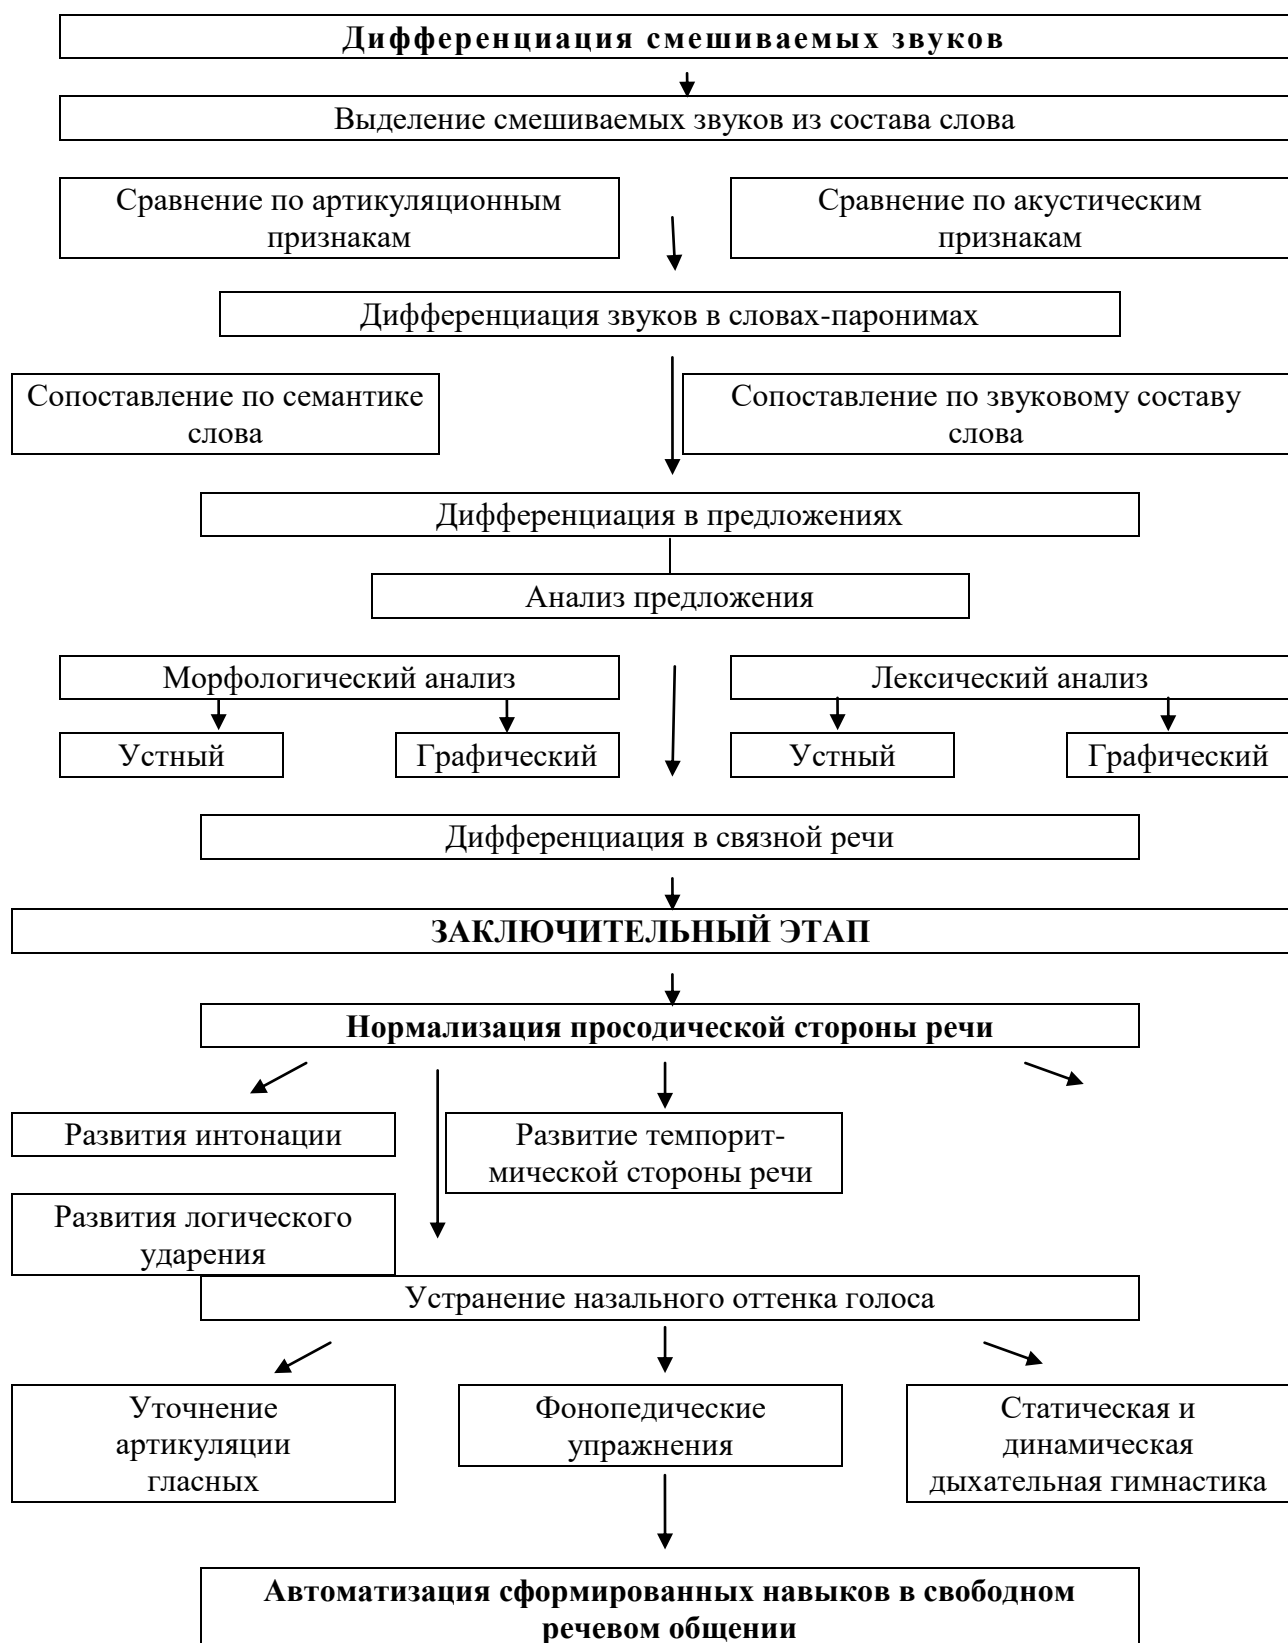 Дифференциация смешиваемых звуков
Выделение смешиваемых звуков из состава слова
Сравнение по артикуляционным
признакам
Сравнение по акустическим
признакам
Дифференциация звуков в словах-паронимах
Сопоставление по семантике
слова
Сопоставление по звуковому составу
слова
Дифференциация в предложениях
Анализ предложения
Морфологический анализ
Лексический анализ
Устный
Графический
Устный
Графический
Дифференциация в связной речи
ЗАКЛЮЧИТЕЛЬНЫЙ ЭТАП
Нормализация просодической стороны речи
Развития интонации
Развитие темпорит-
мической стороны речи
Развития логического
ударения
Устранение назального оттенка голоса
Уточнение
артикуляции
гласных
Фонопедические
упражнения
Статическая и
динамическая
дыхательная гимнастика
Автоматизация сформированных навыков в свободном
речевом общении